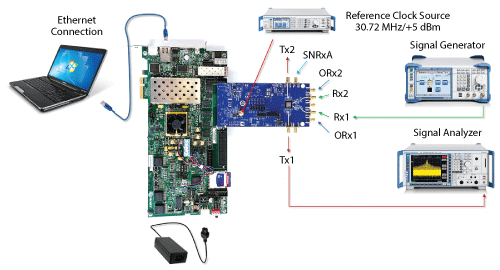 Ethernet
Connection
Reference Clock Source
30.72 MHz/+5 dBm
Tx2
SNRxA
Signal Generator
ORx2
Rx2
Rx1
ORx1
Signal Analyzer
Tx1